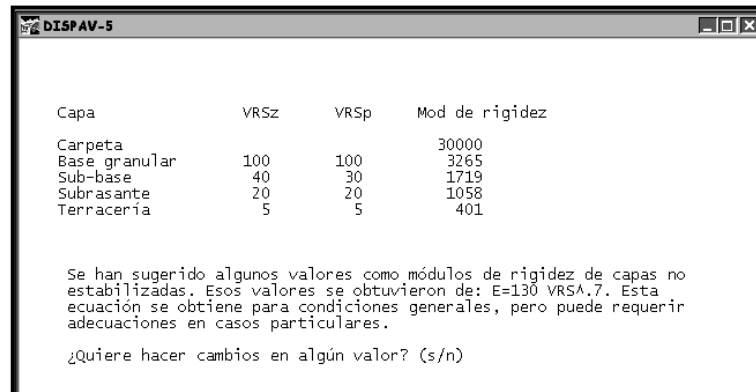 DISPAV-5
Capa VRSz VRSp Mod de rigidez
Carpeta 30000
Base granular 100 100 3265
Sub-base 40 30 1719
Subrasante 20 20 1058
Terracería 5 5 401
Se han sugerido algunos valores como módulos de rigidez de capas no
estabilizadas. Esos valores se obtuvieron de: E=130 VRS^.7. Esta
ecuación se obtiene para condiciones generales, pero puede requerir
adecuaciones en casos particulares.
¿Quiere hacer cambios en algún valor? (s/n)